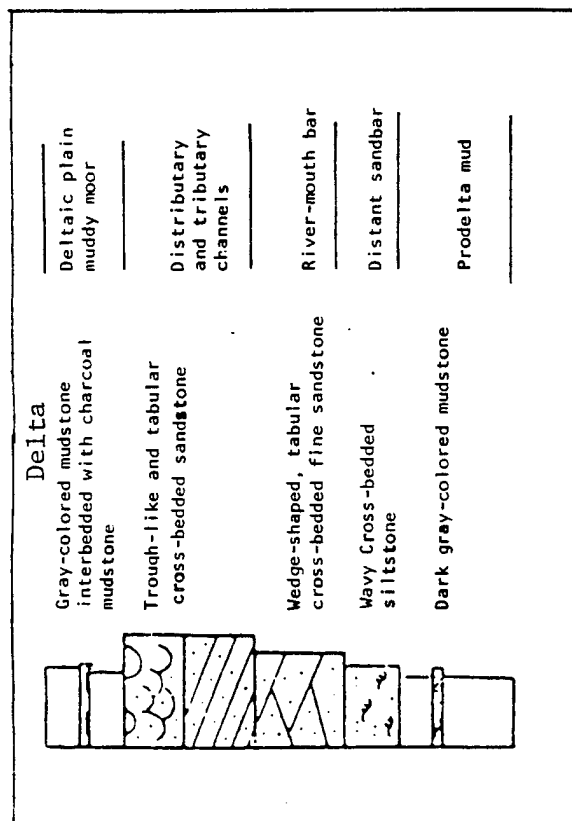 Delta
Gray-colored mudstone
interbedded with charcoal
mudstone
Deltaic plain
muddy moor
Trough-like and tabular
cross-bedded sandstone
Distributary
and tributary
channels
Wedge-shaped, tabular
cross-bedded fine sandstone
River-mouth bar
Wavy Cross-bedded
siltstone
Distant sandbar
Dark gray-colored mudstone
Prodelta mud